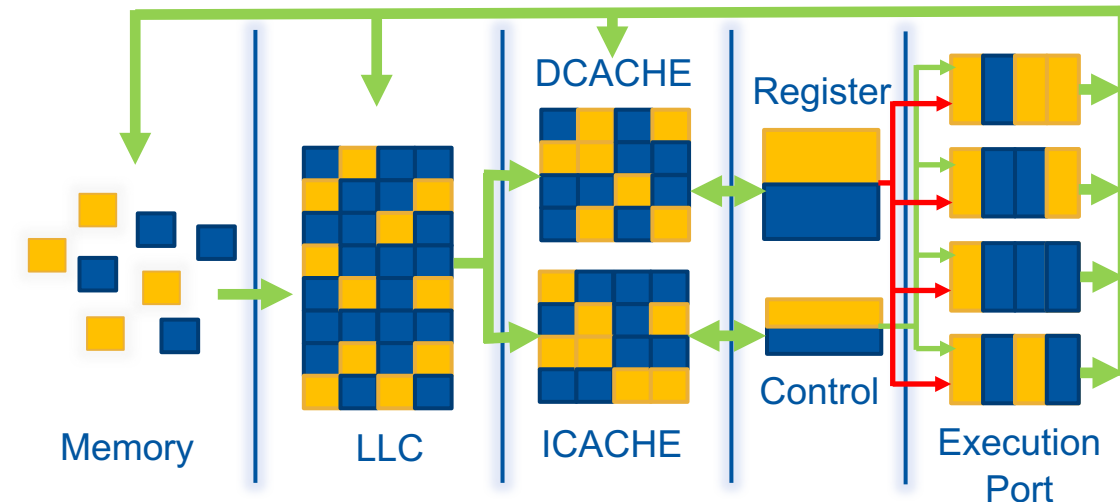 DCACHE
Register
Memory
LLC
ICACHE
Control
Execution
Port